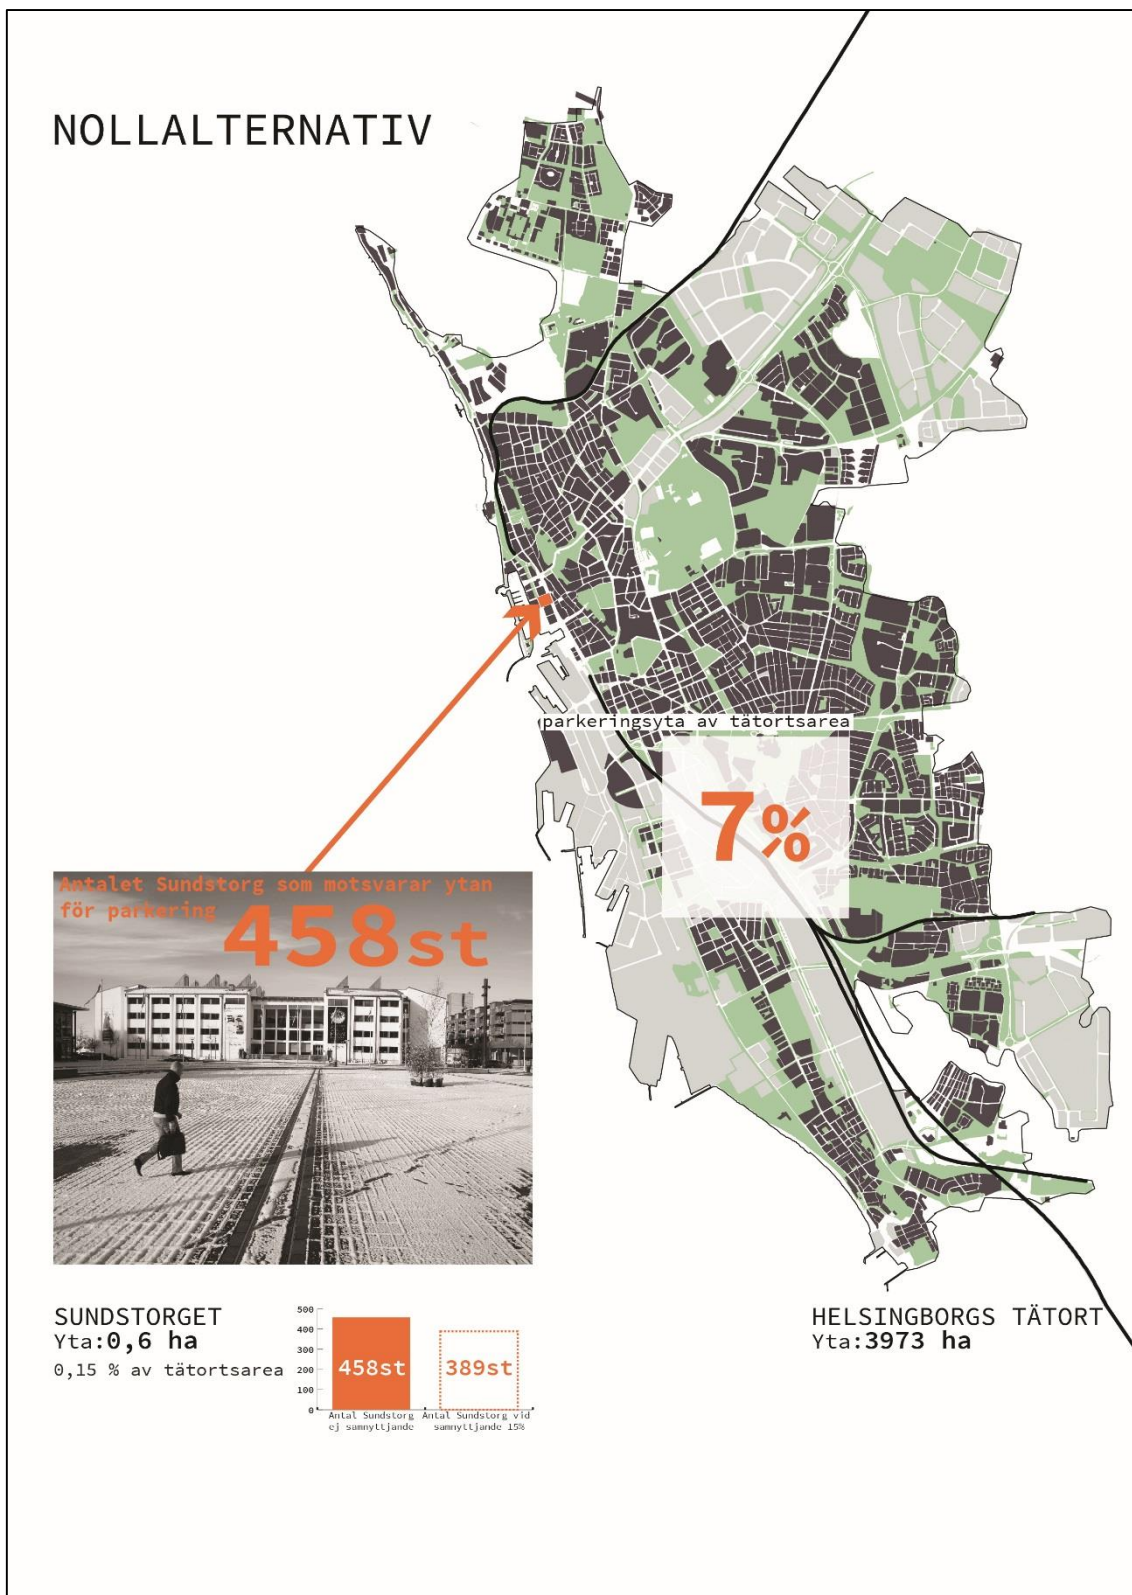 NOLLALTERNATIV
parkeringsyta av tätortsarea
7%
Antalet Sundstorg som motsvarar ytan
för parkering
458st
SUNDSTORGET
Yta:0,6 ha
0,15 % av tätortsarea
500
400
300
200
100
0
458st
389st
Antal Sundstorg
ej samnyttjande
Antal Sundstorg vid
samnyttjande 15%
HELSINGBORGS TÄTORT
Yta:3973 ha